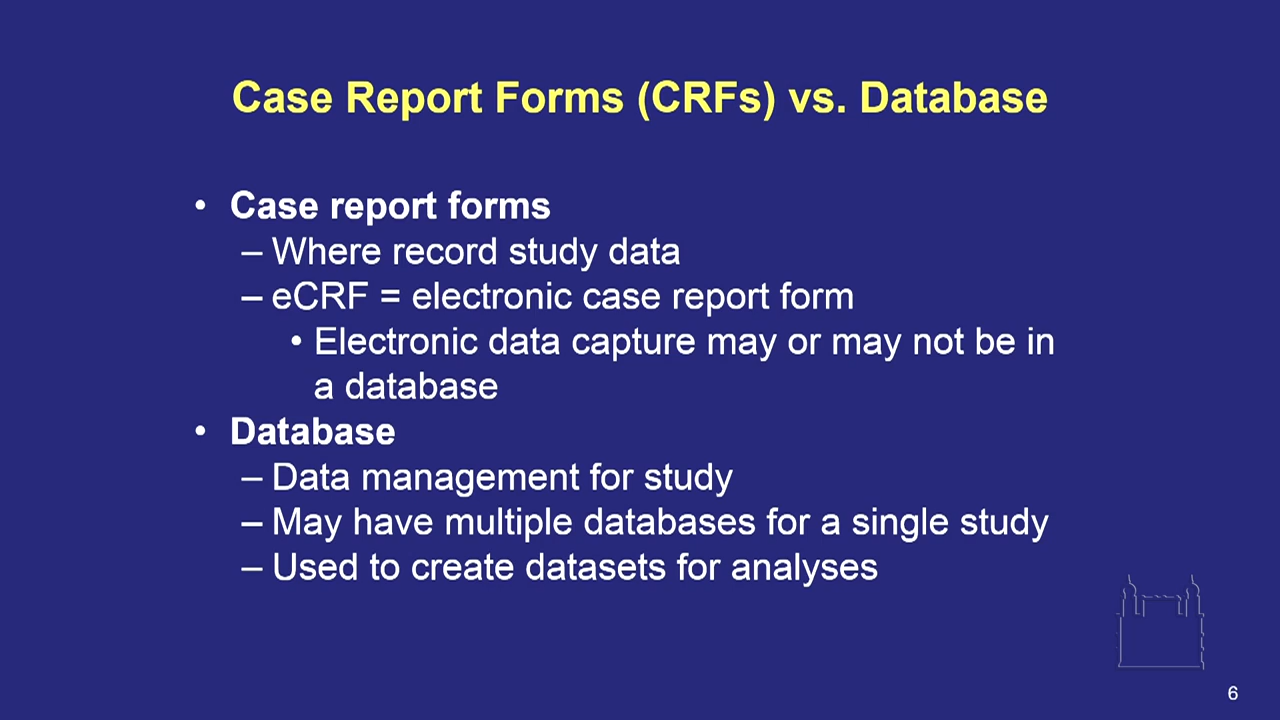 Case Report Forms (CRFs) vs. Database
• Case report forms
– Where record study data
– eCRF = electronic case report form
• Electronic data capture may or may not be in
a database
• Database
– Data management for study
– May have multiple databases for a single study
– Used to create datasets for analyses
6